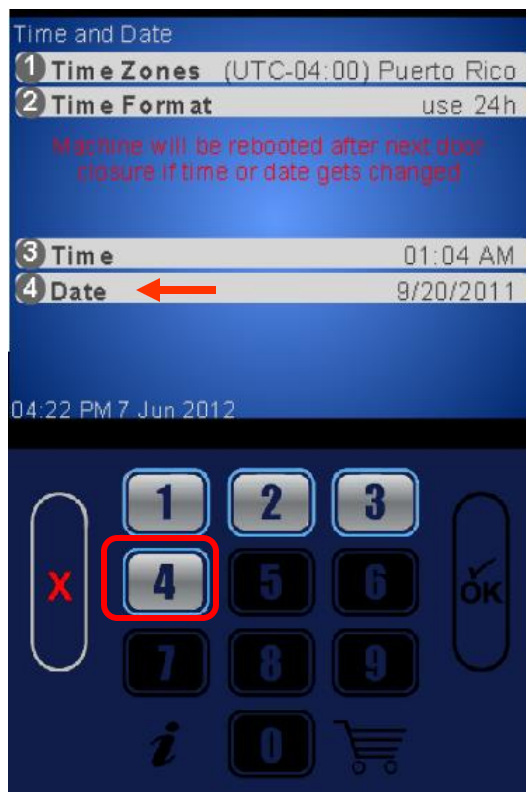 Time and Date
1 Time Zones (UTC-04:00) Puerto Rico
2 Time Format use 24h
Machine will be rebooted after next door
closure if time or date gets changed
3 Time 01:04 AM
4 Date 9/20/2011
04:22 PM 7 Jun 2012
1 2 3
X 4 5 6 OK
7 8 9
i 0